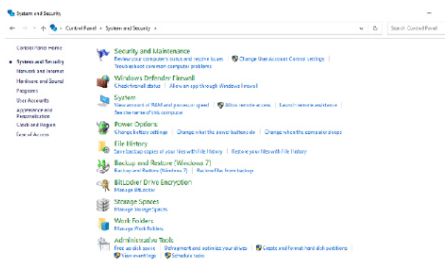 System and Security
Control Panel > System and Security >
Search Control Panel
Control Panel Home
System and Security
Network and Internet
Hardware and Sound
Programs
User Accounts
Appearance and
Personalization
Clock and Region
Ease of Access
Security and Maintenance
Review your computer's status and resolve issues | Change User Account Control settings |
Troubleshoot common computer problems
Windows Defender Firewall
Check firewall status | Allow an app through Windows Firewall
System
View amount of RAM and processor speed | Allow remote access | Launch remote assistance |
See the name of this computer
Power Options
Change battery settings | Change what the power buttons do | Change when the computer sleeps
File History
Save backup copies of your files with File History | Restore your files with File History
Backup and Restore (Windows 7)
Backup and Restore (Windows 7) | Restore files from backup
BitLocker Drive Encryption
Manage BitLocker
Storage Spaces
Manage Storage Spaces
Work Folders
Manage Work Folders
Administrative Tools
Free up disk space | Defragment and optimize your drives | Create and format hard disk partitions |
View event logs | Schedule tasks